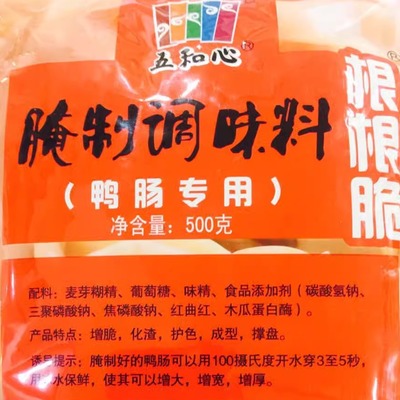 五和心®
腌制调味料
根根脆
（鸭肠专用）
净含量：500克
配料：麦芽糊精、葡萄糖、味精、食品添加剂（碳酸氢钠、
三聚磷酸钠、焦磷酸钠、红曲红、木瓜蛋白酶）。
产品特点：增脆，化渣，护色，成型，撑盘。
诱号提示：腌制好的鸭肠可以用100摄氏度开水穿3至5秒，
用 水保鲜，使其可以增大，增宽，增厚。